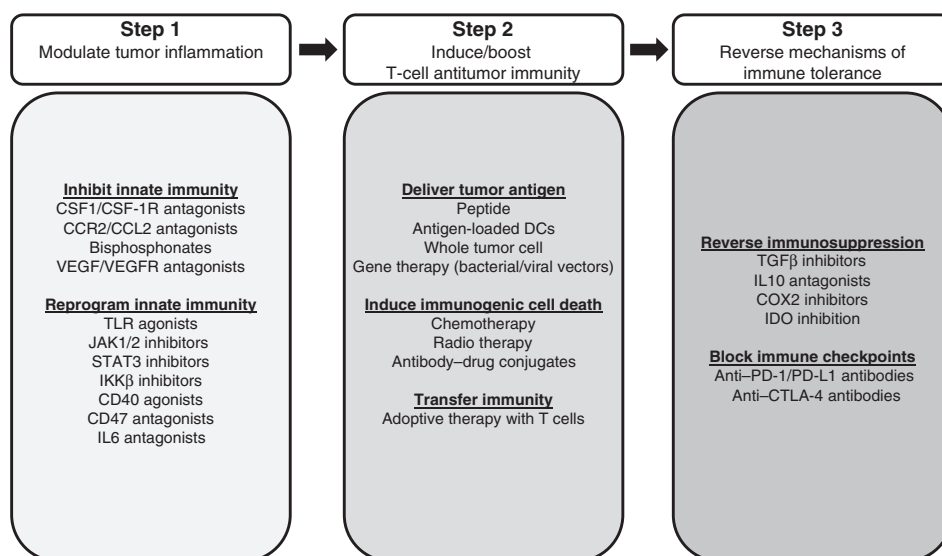 Step 1
Modulate tumor inflammation
Step 2
Induce/boost
T-cell antitumor immunity
Step 3
Reverse mechanisms of
immune tolerance
Inhibit innate immunity
CSF1/CSF-1R antagonists
CCR2/CCL2 antagonists
Bisphosphonates
VEGF/VEGFR antagonists
Reprogram innate immunity
TLR agonists
JAK1/2 inhibitors
STAT3 inhibitors
IKKβ inhibitors
CD40 agonists
CD47 antagonists
IL6 antagonists
Deliver tumor antigen
Peptide
Antigen-loaded DCs
Whole tumor cell
Gene therapy (bacterial/viral vectors)
Induce immunogenic cell death
Chemotherapy
Radio therapy
Antibody–drug conjugates
Transfer immunity
Adoptive therapy with T cells
Reverse immunosuppression
TGFβ inhibitors
IL10 antagonists
COX2 inhibitors
IDO inhibition
Block immune checkpoints
Anti–PD-1/PD-L1 antibodies
Anti–CTLA-4 antibodies